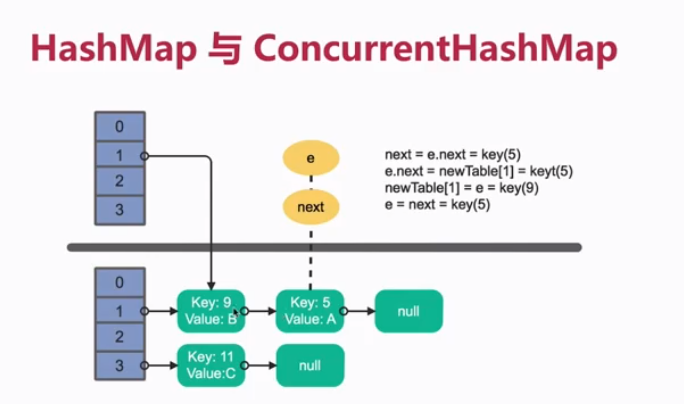 HashMap 与 ConcurrentHashMap
0
1
2
3
e
next
next = e.next = key(5)
e.next = newTable[1] = keyt(5)
newTable[1] = e = key(9)
e = next = key(5)
0
1
2
3
Key: 9
Value: B
Key: 5
Value: A
null
Key: 11
Value:C
null